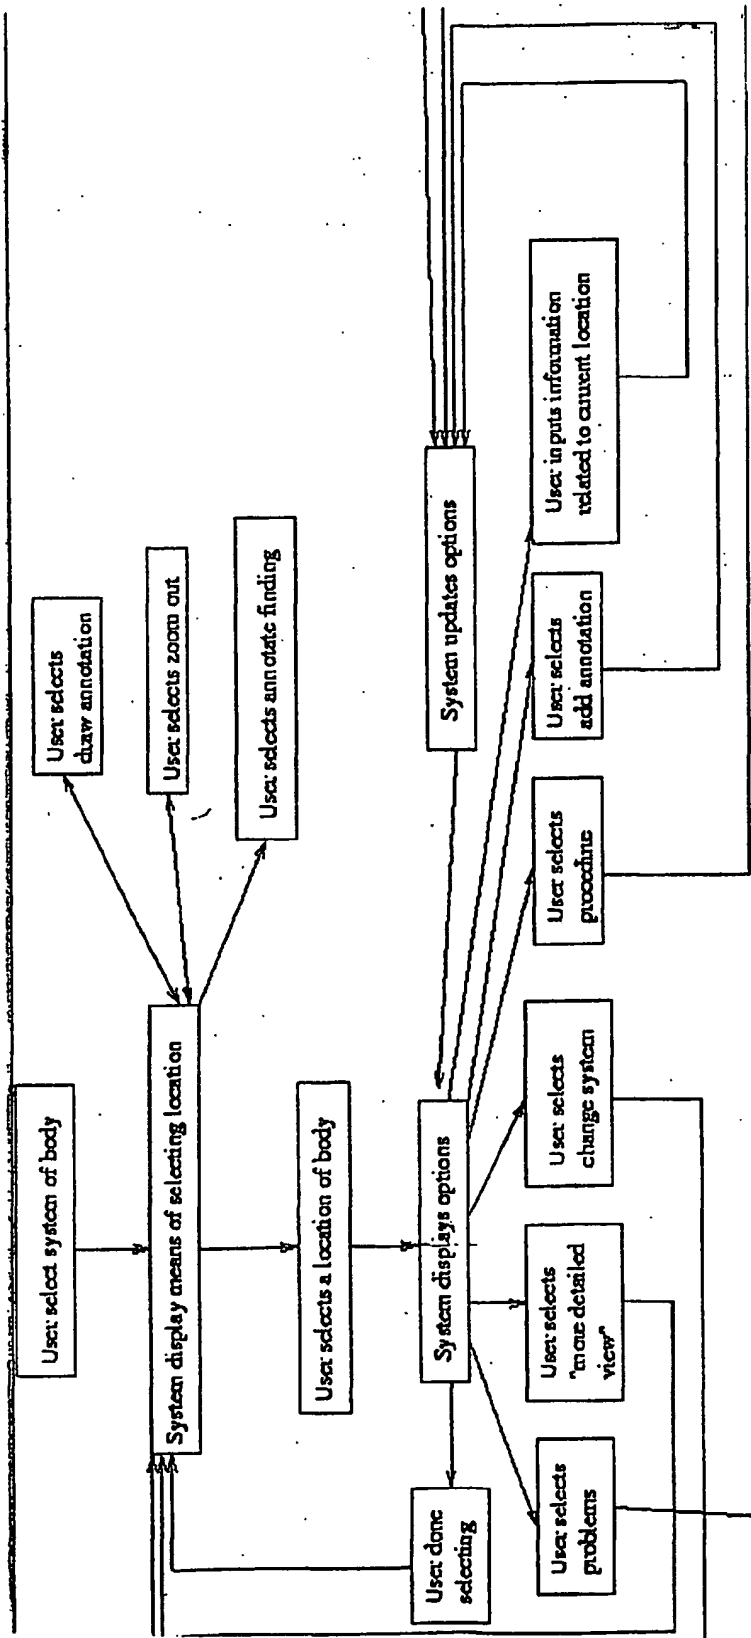 User select system of body
System display means of selecting location
User selects
draw annotation
User selects zoom out
User selects annotate finding
User selects a location of body
System displays options
System updates options
User done
selecting
User selects
problems
User selects
"more detailed
view"
User selects
change system
User selects
procedure
User selects
add annotation
User inputs information
related to current location